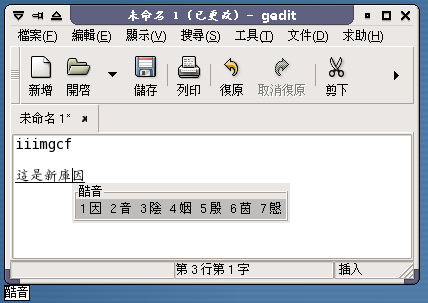 未命名 1 (已更改) - gedit
檔案(F) 編輯(E) 顯示(V) 搜尋(S) 工具(T) 文件(D) 求助(H)
新增 開啓 儲存 列印 復原 取消復原 剪下
未命名 1*
iiimgcf
這是新庫因
酷音
1因 2音 3陰 4姻 5殷 6茵 7慇
第 3 行第 1 字 插入
酷音